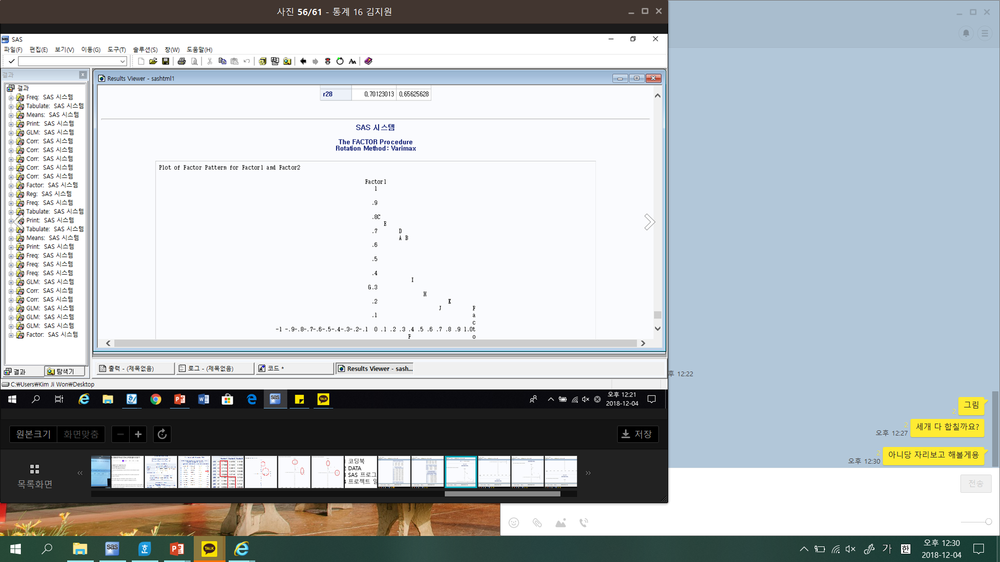 사진 56/61 - 통계 16 김지원
SAS
파일(F) 편집(E) 보기(V) 이동(G) 도구(T) 솔루션(S) 창(W) 도움말(H)
결과
결과
Freq: SAS 시스템
Tabulate: SAS 시스템
Means: SAS 시스템
Print: SAS 시스템
GLM: SAS 시스템
Corr: SAS 시스템
Corr: SAS 시스템
Corr: SAS 시스템
Corr: SAS 시스템
Corr: SAS 시스템
Factor: SAS 시스템
Reg: SAS 시스템
Freq: SAS 시스템
Tabulate: SAS 시스템
Print: SAS 시스템
Tabulate: SAS 시스템
Means: SAS 시스템
Print: SAS 시스템
Freq: SAS 시스템
Freq: SAS 시스템
Freq: SAS 시스템
GLM: SAS 시스템
Corr: SAS 시스템
Corr: SAS 시스템
GLM: SAS 시스템
GLM: SAS 시스템
GLM: SAS 시스템
Factor: SAS 시스템
결과 탐색기
Results Viewer - sashtml1
r28 0,70123013 0,65625628
SAS 시스템
The FACTOR Procedure
Rotation Method: Varimax
Plot of Factor Pattern for Factor1 and Factor2
Factor1
1
.9
.8C
E
.7 D
A B
.6
.5
.4
I
G.3
H
.2 K
J F
.1 a
c
-1 -.9-.8-.7-.6-.5-.4-.3-.2-.1 0 .1 .2 .3 .4 .5 .6 .7 .8 .9 1.0t
F o
출력 - (제목없음) 로그 - (제목없음) 코드 * Results Viewer - sash...
C:₩Users₩Kim Ji Won₩Desktop
오후 12:21
2018-12-04
원본크기 화면맞춤 저장
목록화면
코딩북
2 DATA
3 SAS 프로그
4 프로젝트 일
후 12:22
2 그림
2 세개 다 합칠까요?
오후 12:27
2 아니당 자리보고 해볼게용
오후 12:30
전송
가 한
오후 12:30
2018-12-04